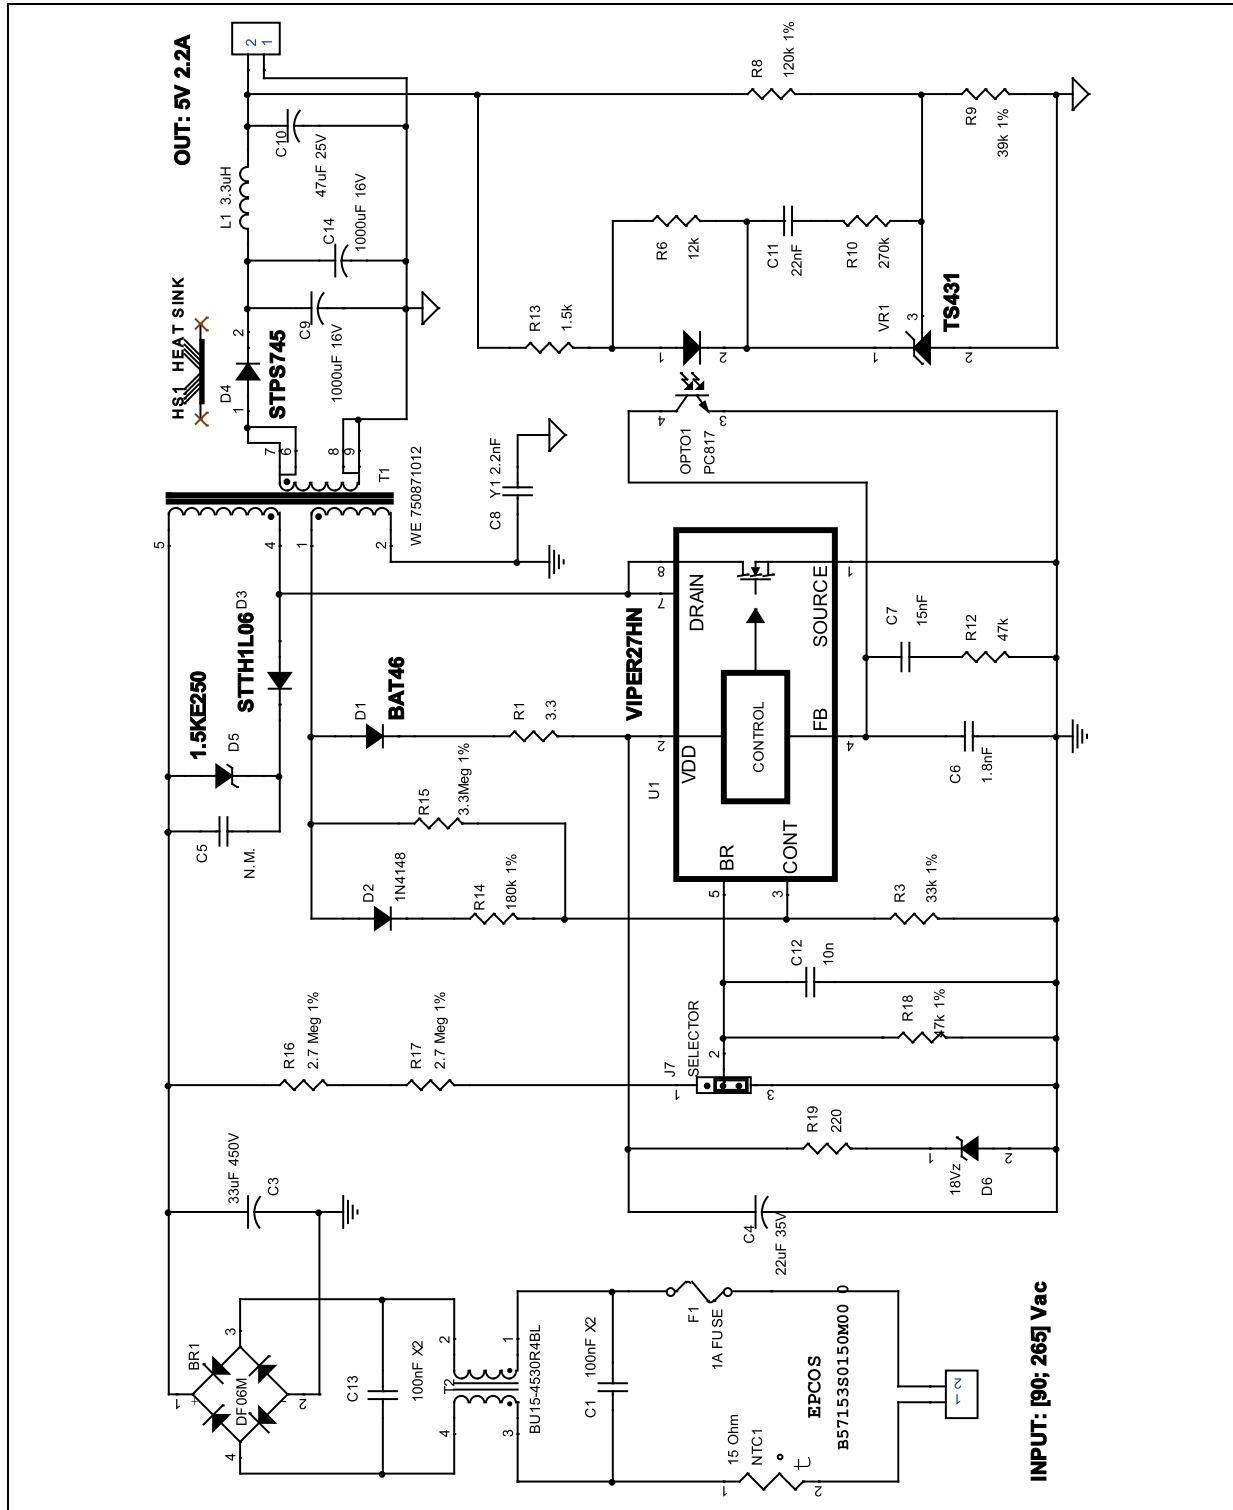 OUT: 5V 2.2A
2
1
R8
120k 1%
R9
39k 1%
C10
47uF 25V
L1 3.3uH
C14
1000uF 16V
C9
1000uF 16V
HS1 HEAT SINK
D4
1
2
STPS745
R6
12k
C11
22nF
R10
270k
R13
1.5k
VR1
TS431
1
3
2
1
2
4
3
OPTO1
PC817
7
6
8
9
T1
WE 750871012
C8
Y1 2.2nF
5
4
1
2
D3
STTH1L06
1.5KE250
D5
C5
N.M.
D1
BAT46
R1
3.3
R15
3.3Meg 1%
D2
1N4148
R14
180k 1%
VIPER27HN
U1
7
8
DRAIN
SOURCE
1
2
VDD
CONTROL
FB
4
BR
5
CONT
3
C7
15nF
R12
47k
C6
1.8nF
R3
33k 1%
C12
10n
R18
47k 1%
J7
SELECTOR
1
2
3
R16
2.7 Meg 1%
R17
2.7 Meg 1%
R19
220
18Vz
D6
1
2
C4
22uF 35V
33uF 450V
C3
BR1
DF06M
1
+
3
2
-
4
C13
100nF X2
2
1
4
3
T2
BU15-4530R4BL
C1
100nF X2
F1
1A FUSE
15 Ohm
NTC1
1
2
t
EPCOS
B57153S0150M00 0
2
1
INPUT: [90; 265] Vac